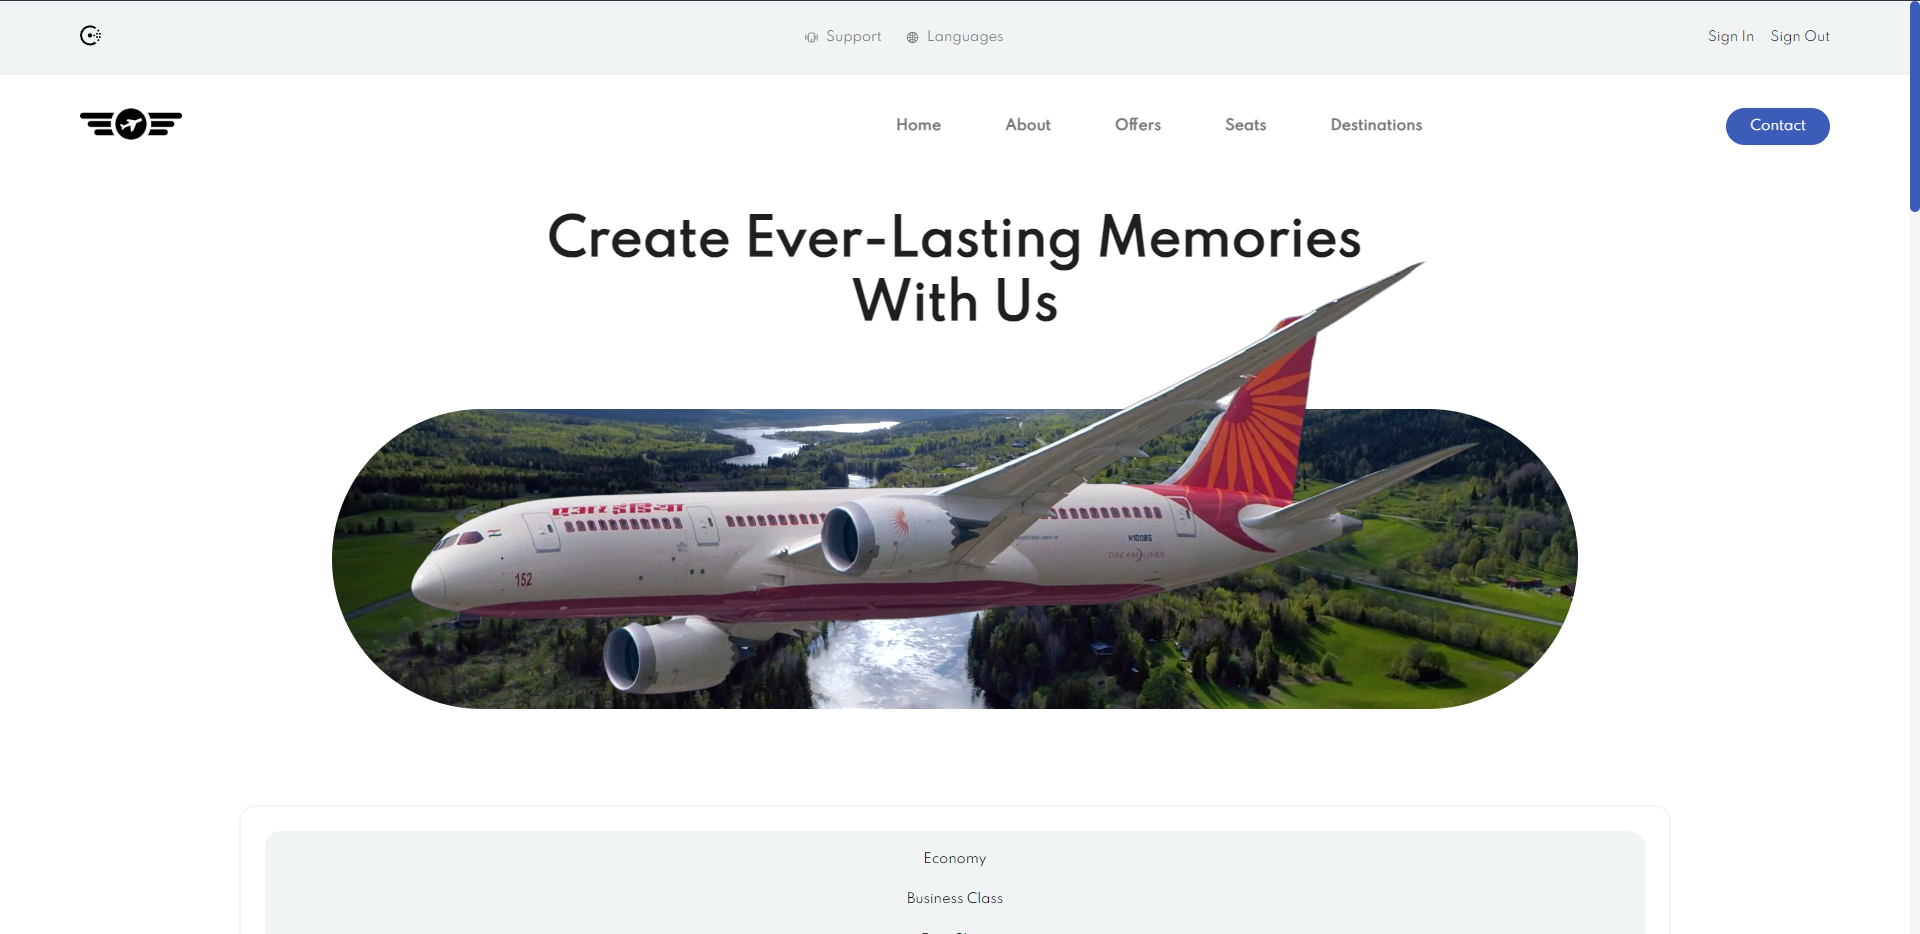 Support
Languages
Sign In
Sign Out
Home
About
Offers
Seats
Destinations
Contact
Create Ever-Lasting Memories
With Us
एअर इंडिया
152
N1008G
DREAMLINER
Economy
Business Class